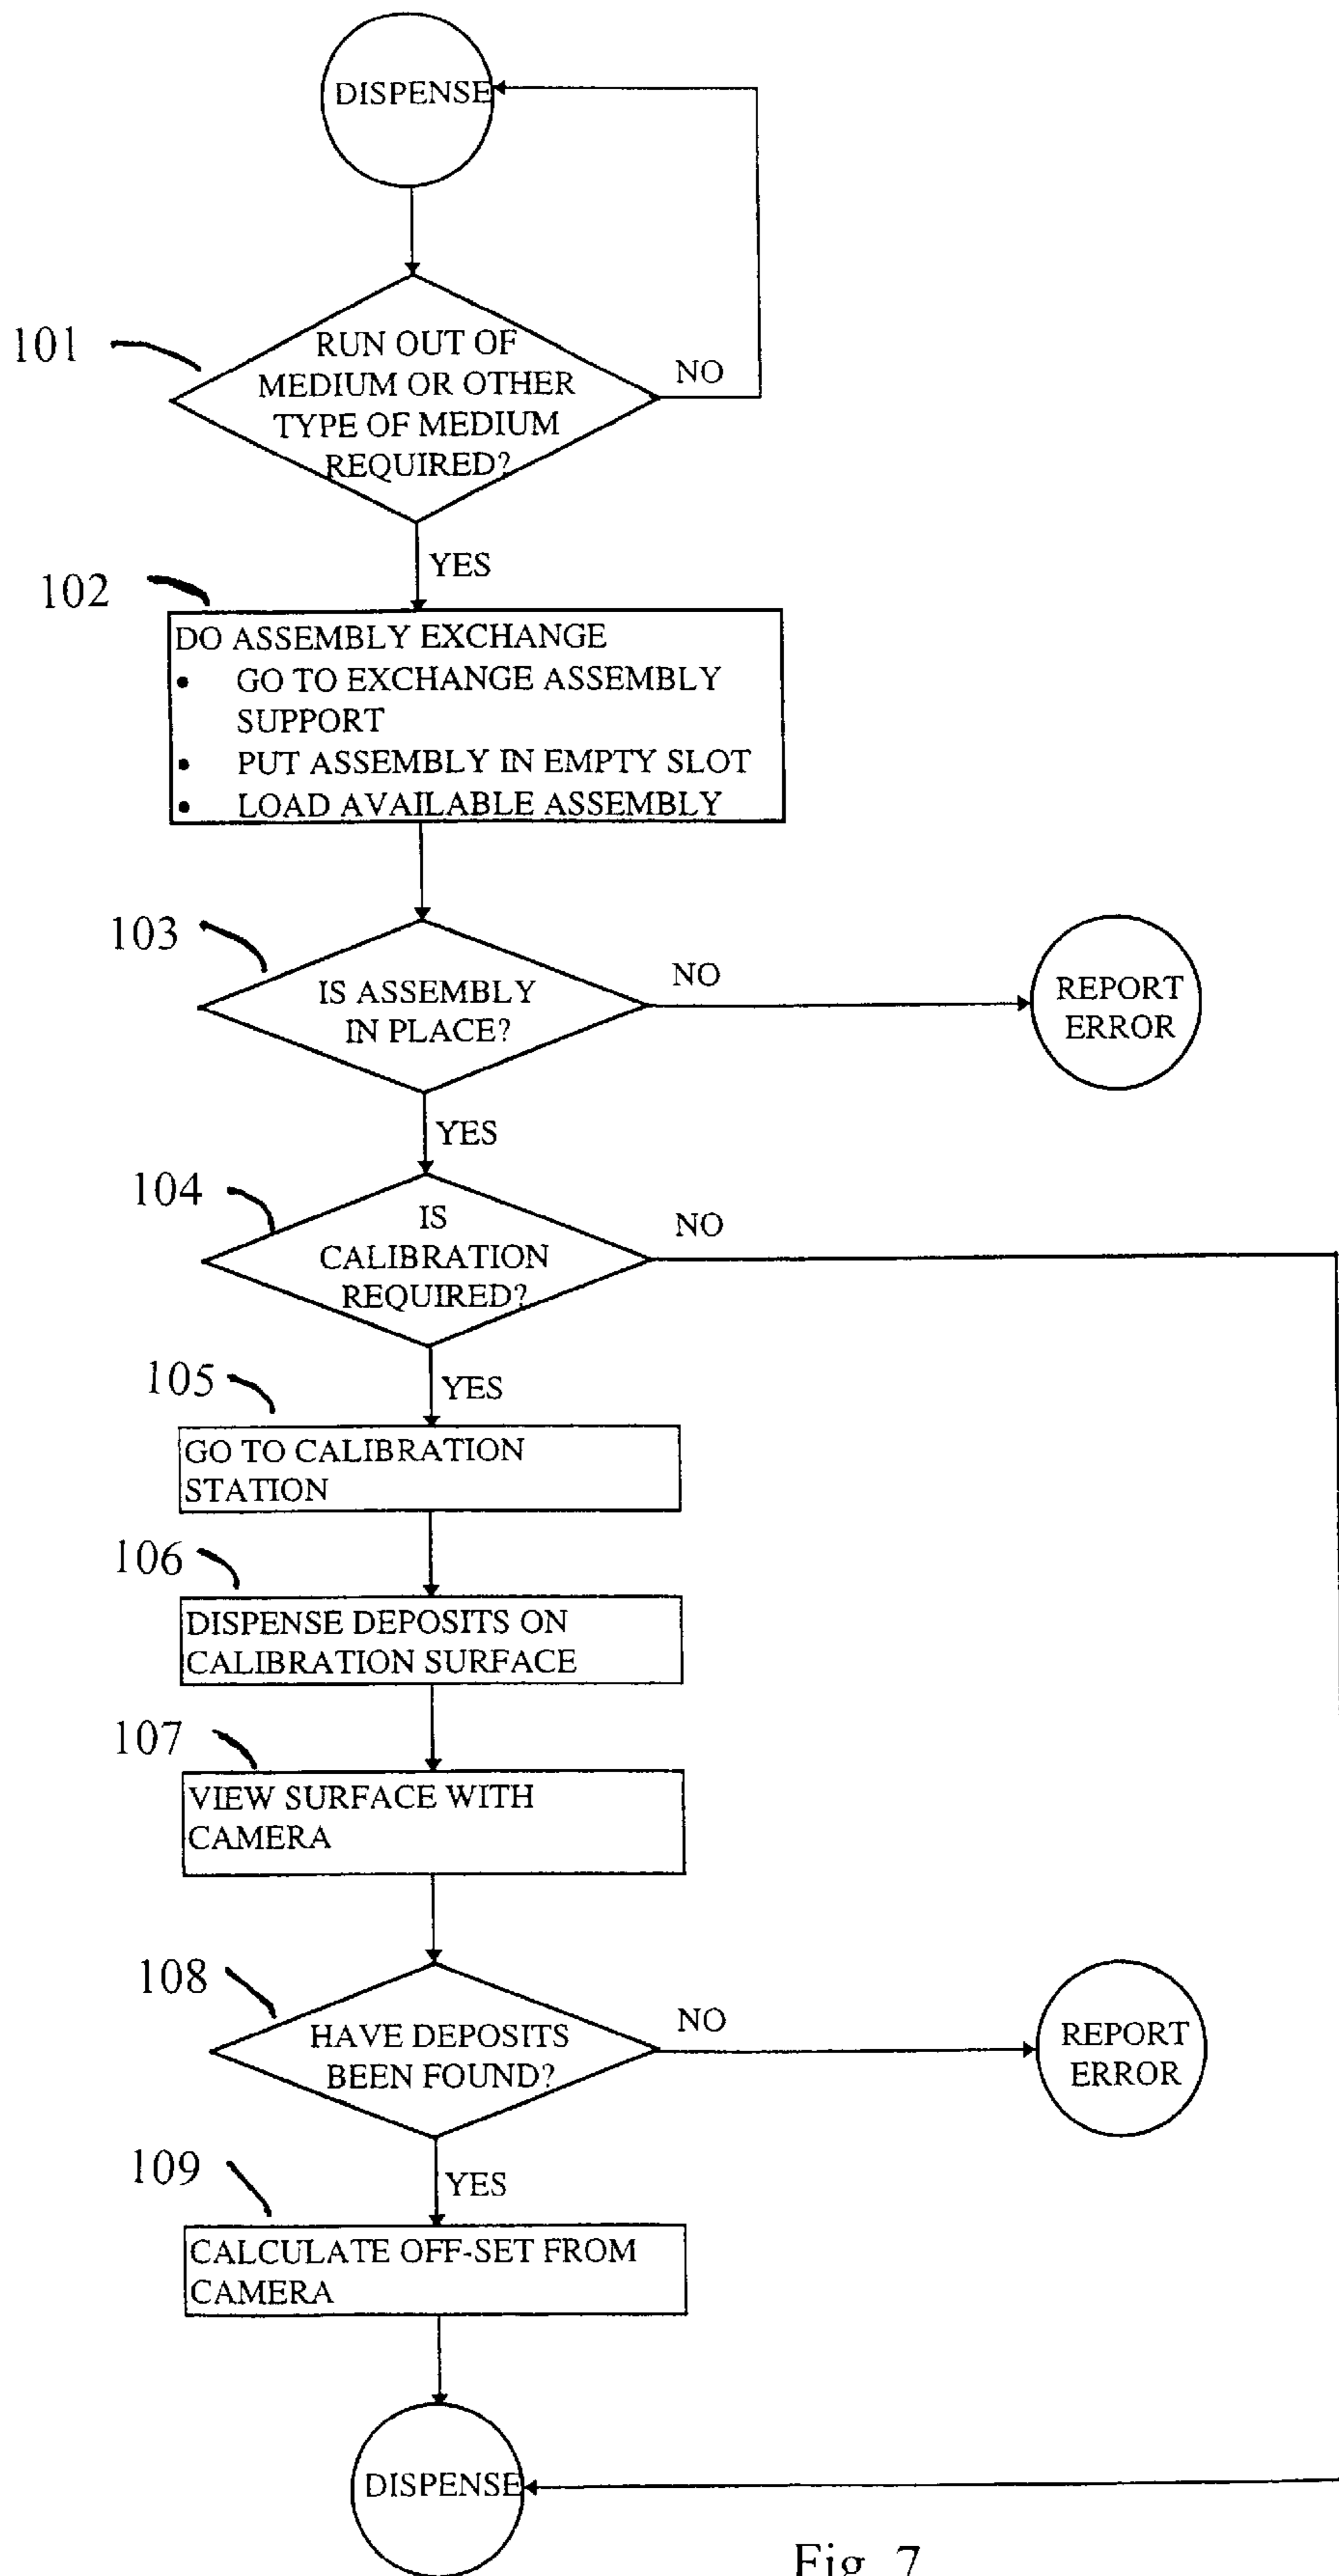 DISPENSE
101
RUN OUT OF
MEDIUM OR OTHER
TYPE OF MEDIUM
REQUIRED?
NO
YES
102
DO ASSEMBLY EXCHANGE
• GO TO EXCHANGE ASSEMBLY
SUPPORT
• PUT ASSEMBLY IN EMPTY SLOT
• LOAD AVAILABLE ASSEMBLY
103
IS ASSEMBLY
IN PLACE?
NO
REPORT
ERROR
YES
104
IS
CALIBRATION
REQUIRED?
NO
YES
105
GO TO CALIBRATION
STATION
106
DISPENSE DEPOSITS ON
CALIBRATION SURFACE
107
VIEW SURFACE WITH
CAMERA
108
HAVE DEPOSITS
BEEN FOUND?
NO
REPORT
ERROR
YES
109
CALCULATE OFF-SET FROM
CAMERA
DISPENSE
Fig. 7